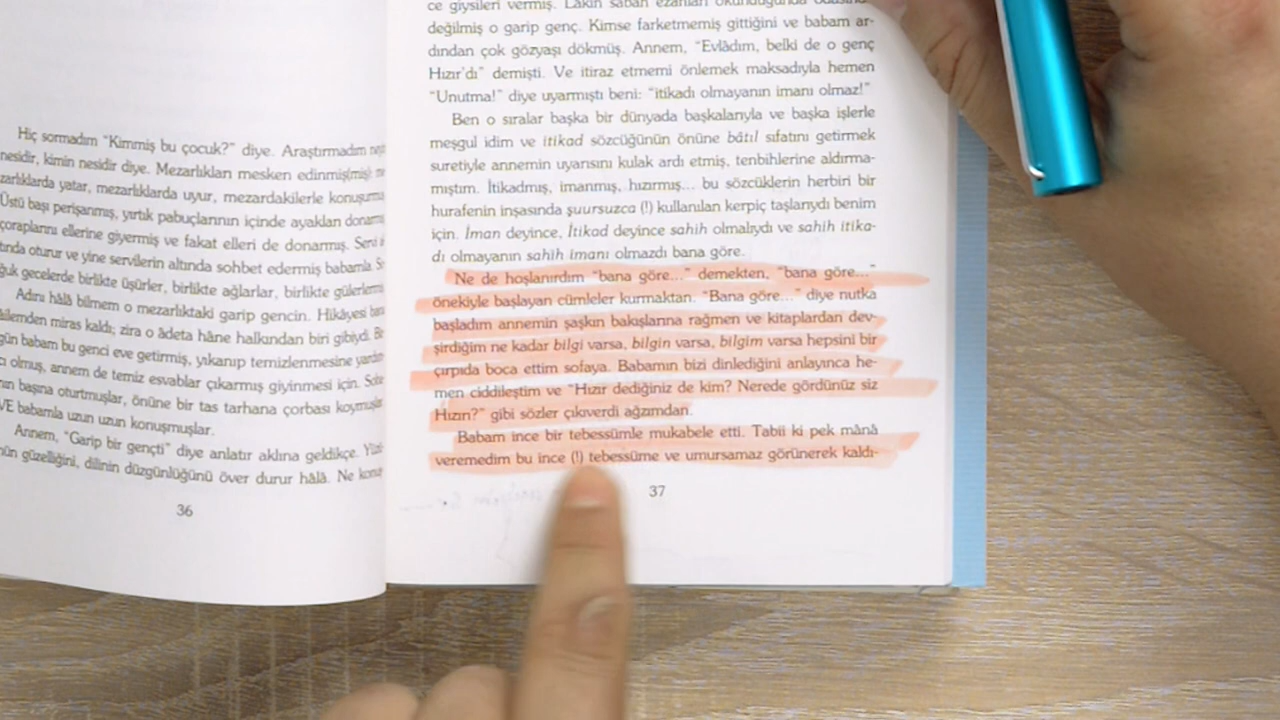 Hiç sormadım “Kimmiş bu çocuk?” diye. Araştırmadım
nesidir, kimin nesidir diye. Mezarlıkları mesken edinmiş(miş);
zarlıklarda yatar, mezarlıklarda uyur, mezardakilerle konuşurmuş
Üstü başı perişanmış, yırtık pabuçlarının içinde ayakları donarmış
çoraplarını ellerine giyermiş ve fakat elleri de donarmış. Seni
tında oturur ve yine servilerin altında sohbet edermiş babamla.
ğuk gecelerde birlikte üşürler, birlikte ağlarlar, birlikte gülerlermiş
Adını hâlâ bilmem o mezarlıktaki garip gencin. Hikâyesi
miras kaldı; zira o âdeta hâne halkından biri gibiydi. Bir
gün babam bu genci eve getirmiş, yıkanıp temizlenmesine
olmuş, annem de temiz esvablar çıkarmış giyinmesi için.
başına oturtmuşlar, önüne bir tas tarhana çorbası koymuşlar
VE babamla uzun uzun konuşmuşlar.
Annem, “Garip bir gençti” diye anlatır aklına geldikçe.
nün güzelliğini, dilinin düzgünlüğünü över durur hâlâ. Ne
36
ce giysileri vermiş. Lâkin sabah ezanları okunduğunda odasında
değilmiş o garip genç. Kimse farketmemiş gittiğini ve babam ar-
dından çok gözyaşı dökmüş. Annem, “Evlâdım, belki de o genç
Hızır’dı” demişti. Ve itiraz etmemi önlemek maksadıyla hemen
“Unutma!” diye uyarmıştı beni: “itikadı olmayanın imanı olmaz!”
Ben o sıralar başka bir dünyada başkalarıyla ve başka işlerle
meşgul idim ve itikad sözcüğünün önüne bâtıl sıfatını getirmek
suretiyle annemin uyarısını kulak ardı etmiş, tenbihlerine aldırma-
mıştım. İtikadmış, imanmış, hızırmış... bu sözcüklerin herbiri bir
hurafenin inşasında şuursuzca (!) kullanılan kerpiç taşlarıydı benim
için. İman deyince, İtikad deyince sahih olmalıydı ve sahih itika-
dı olmayanın sahih imanı olmazdı bana göre.
Ne de hoşlanırdım “bana göre...” demekten, “bana göre...”
önekiyle başlayan cümleler kurmaktan. “Bana göre...” diye nutka
başladım annemin şaşkın bakışlarına rağmen ve kitaplardan dev-
şirdiğim ne kadar bilgi varsa, bilgin varsa, bilgim varsa hepsini bir
çırpıda boca ettim sofaya. Babamın bizi dinlediğini anlayınca he-
men ciddileştim ve “Hızır dediğiniz de kim? Nerede gördünüz siz
Hızırı?” gibi sözler çıkıverdi ağzımdan.
Babam ince bir tebessümle mukabele etti. Tabii ki pek mânâ
veremedim bu ince (!) tebessüme ve umursamaz görünerek kaldı-
37